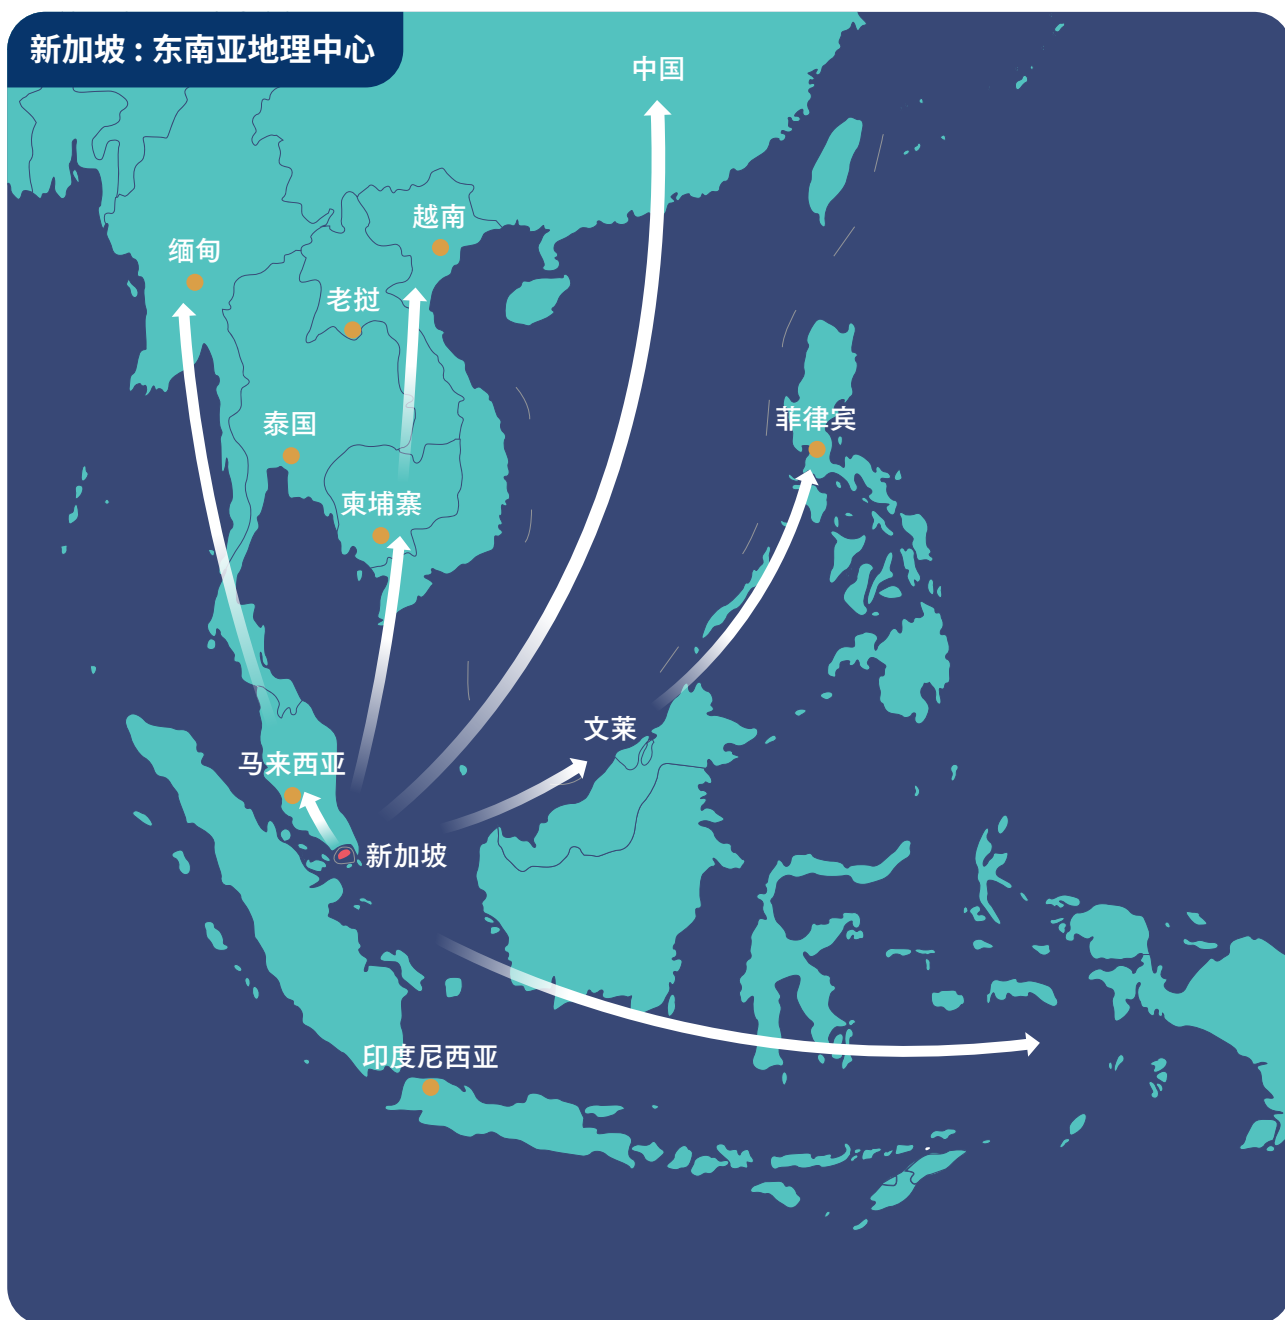 新加坡 : 东南亚地理中心
中国
越南
缅甸
老挝
菲律宾
泰国
柬埔寨
文莱
马来西亚
新加坡
印度尼西亚